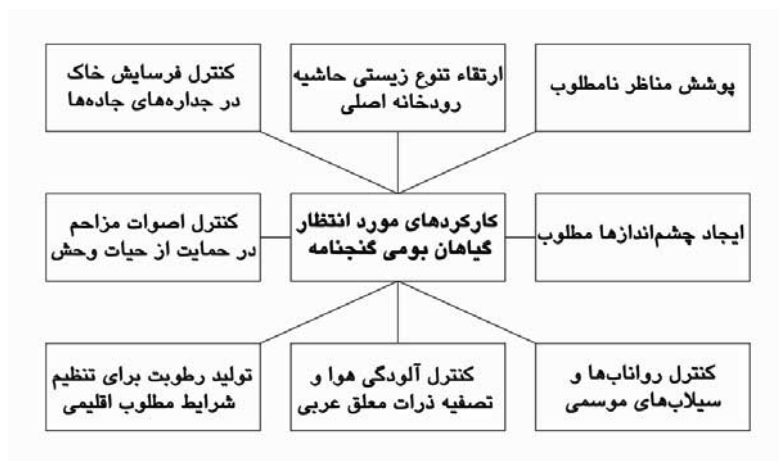 پوشش مناظر نامطلوب
ارتقاء تنوع زیستی حاشیه
رودخانه اصلی
کنترل فرسایش خاک
در جداره‌های جاده‌ها
ایجاد چشم‌اندازها مطلوب
کارکردهای مورد انتظار
گیاهان بومی گنجنامه
کنترل اصوات مزاحم
در حمایت از حیات وحش
کنترل رواناب‌ها و
سیلاب‌های موسمی
کنترل آلودگی هوا و
تصفیه ذرات معلق عربی
تولید رطوبت برای تنظیم
شرایط مطلوب اقلیمی